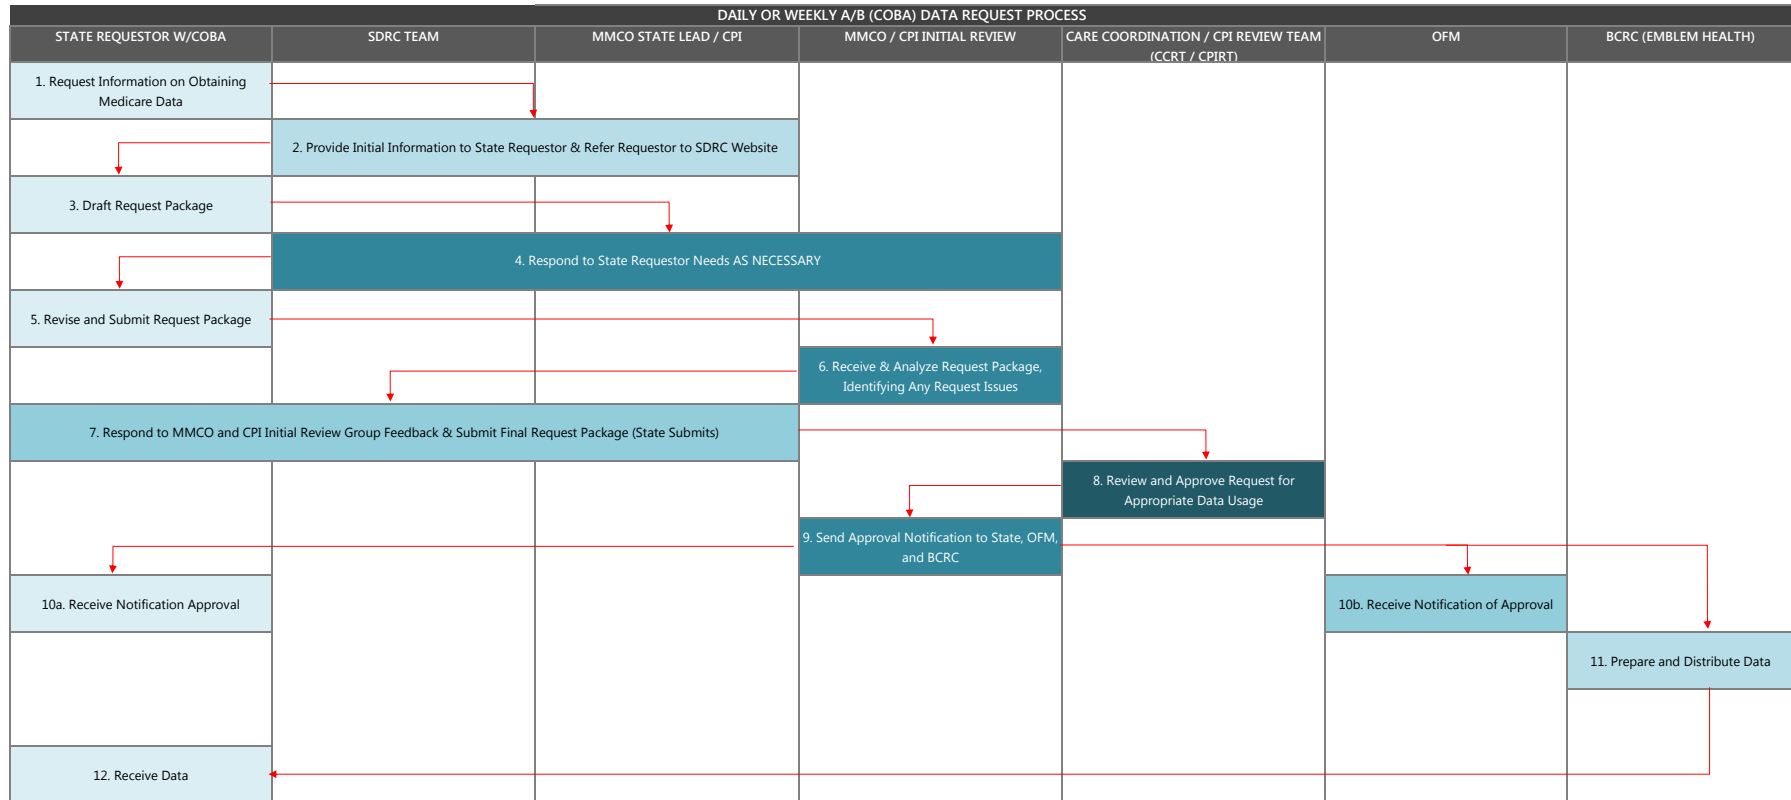 DAILY OR WEEKLY A/B (COBA) DATA REQUEST PROCESS
STATE REQUESTOR W/COBA
SDRC TEAM
MMCO STATE LEAD / CPI
MMCO / CPI INITIAL REVIEW
CARE COORDINATION / CPI REVIEW TEAM
(CCRT / CPIRT)
OFM
BCRC (EMBLEM HEALTH)
1. Request Information on Obtaining
Medicare Data
2. Provide Initial Information to State Requestor & Refer Requestor to SDRC Website
3. Draft Request Package
4. Respond to State Requestor Needs AS NECESSARY
5. Revise and Submit Request Package
6. Receive & Analyze Request Package,
Identifying Any Request Issues
7. Respond to MMCO and CPI Initial Review Group Feedback & Submit Final Request Package (State Submits)
8. Review and Approve Request for
Appropriate Data Usage
9. Send Approval Notification to State, OFM,
and BCRC
10a. Receive Notification Approval
10b. Receive Notification of Approval
11. Prepare and Distribute Data
12. Receive Data